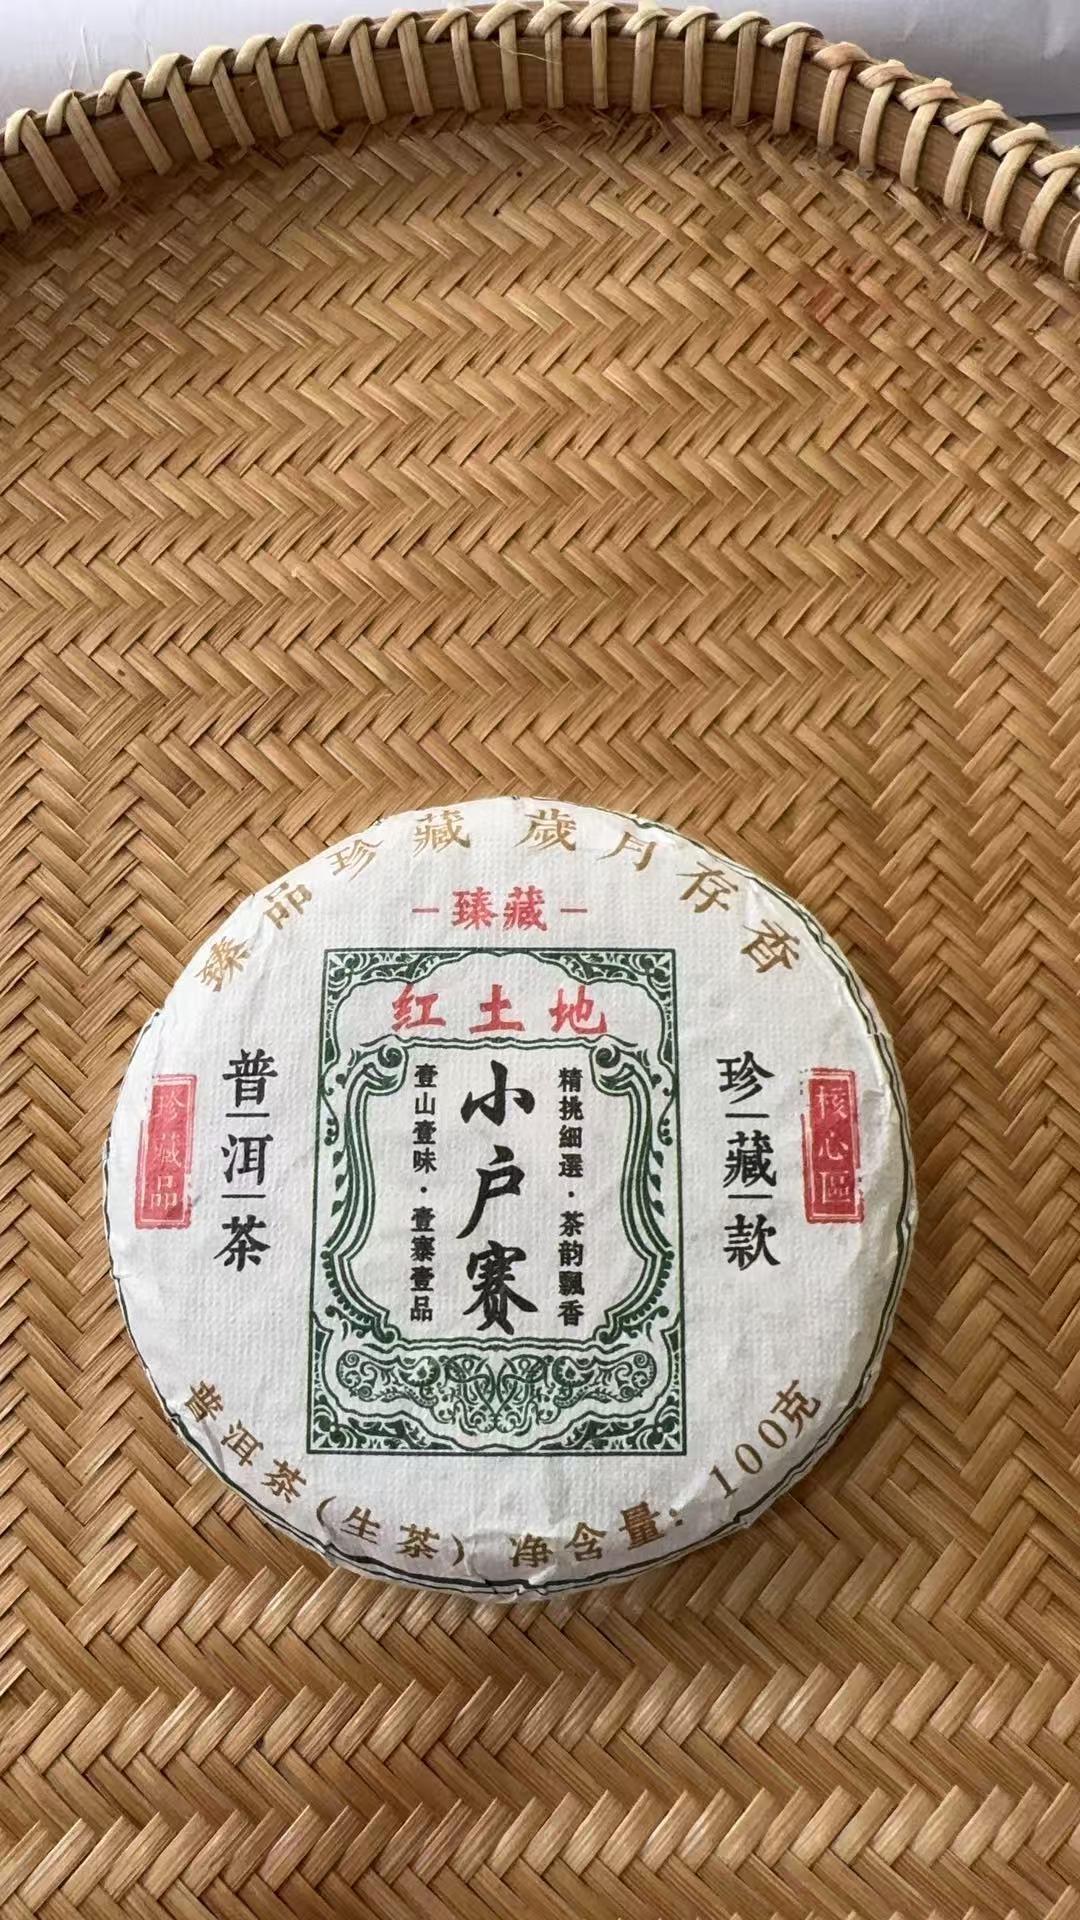 臻品珍藏 歲月存香
—臻藏—
红土地
小户赛
精挑细選·茶韵飄香
壹山壹味·壹寨壹品
珍藏款
核心區
普洱茶
珍藏品
普洱茶(生茶) 净含量:100克